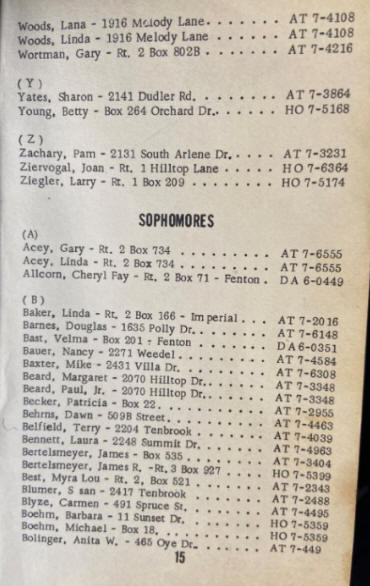 Woods, Lana - 1916 Melody Lane. . . . . . . AT 7-4108
Woods, Linda - 1916 Melody Lane . . . . . . AT 7-4108
Wortman, Gary - Rt. 2 Box 802B . . . . . . . AT 7-4216
(Y)
Yates, Sharon - 2141 Dudler Rd. . . . . . . . AT 7-3864
Young, Betty - Box 264 Orchard Dr. . . . . . HO 7-5168
(Z)
Zachary, Pam - 2131 South Arlene Dr. . . . . AT 7-3231
Ziervogal, Joan - Rt. 1 Hilltop Lane . . . . . HO 7-6364
Ziegler, Larry - Rt. 1 Box 209 . . . . . . . . HO 7-5174
SOPHOMORES
(A)
Acey, Gary - Rt. 2 Box 734 . . . . . . . . . AT 7-6555
Acey, Linda - Rt. 2 Box 734 . . . . . . . . . AT 7-6555
Allcorn, Cheryl Fay - Rt. 2 Box 71 - Fenton . DA 6-0449
(B)
Baker, Linda - Rt. 2 Box 166 - Imperial . . . AT 7-2016
Barnes, Douglas - 1635 Polly Dr. . . . . . . . AT 7-6148
Bast, Velma - Box 201 - Fenton . . . . . . . DA6-0351
Bauer, Nancy - 2271 Weedel . . . . . . . . . AT 7-4584
Baxter, Mike - 2431 Villa Dr. . . . . . . . . AT 7-6308
Beard, Margaret - 2070 Hilltop Dr. . . . . . . AT 7-3348
Beard, Paul, Jr. - 2070 Hilltop Dr. . . . . . . AT 7-3348
Becker, Patricia - Box 22 . . . . . . . . . . AT 7-2955
Behrns, Dawn - 509B Street . . . . . . . . . AT 7-4463
Belfield, Terry - 2204 Tenbrook . . . . . . . AT 7-4039
Bennett, Laura - 2248 Summit Dr. . . . . . . AT 7-4963
Bertelsmeyer, James - Box 535 . . . . . . . . AT 7-3404
Bertelsmeyer, James R. -Rt. 3 Box 927 . . . . HO 7-5399
Best, Myra Lou - Rt. 2, Box 521 . . . . . . . AT 7-2343
Blumer, S san - 2417 Tenbrook . . . . . . . . AT 7-2488
Blyze, Carmen - 491 Spruce St. . . . . . . . . AT 7-4495
Boehm, Barbara - 11 Sunset Dr. . . . . . . . . HO 7-5359
Boehm, Michael - Box 18. . . . . . . . . . . HO 7-5359
Bolinger, Anita W. - 465 Oye Dr. . . . . . . . AT 7-449
15